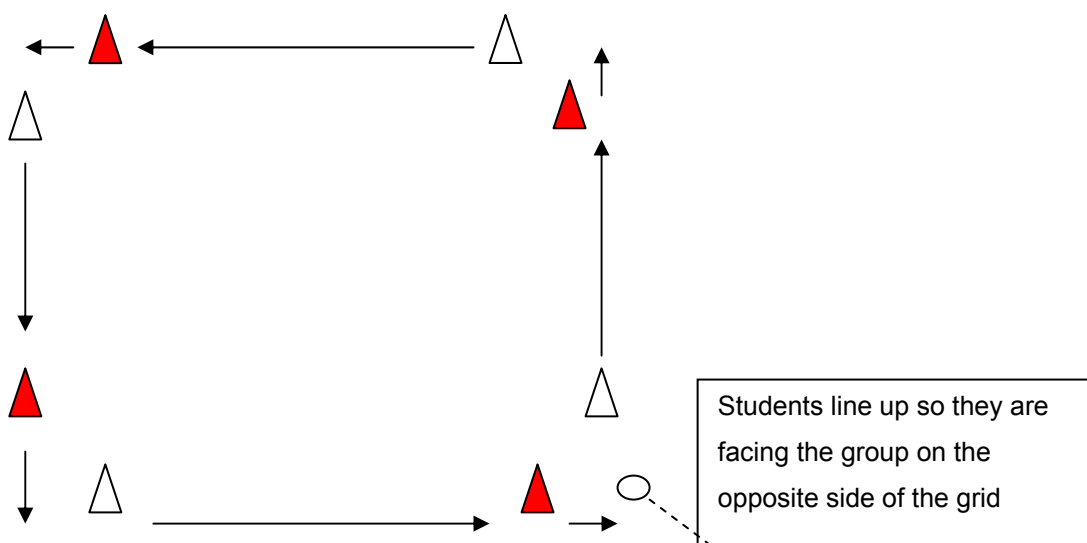 Students line up so they are
facing the group on the
opposite side of the grid